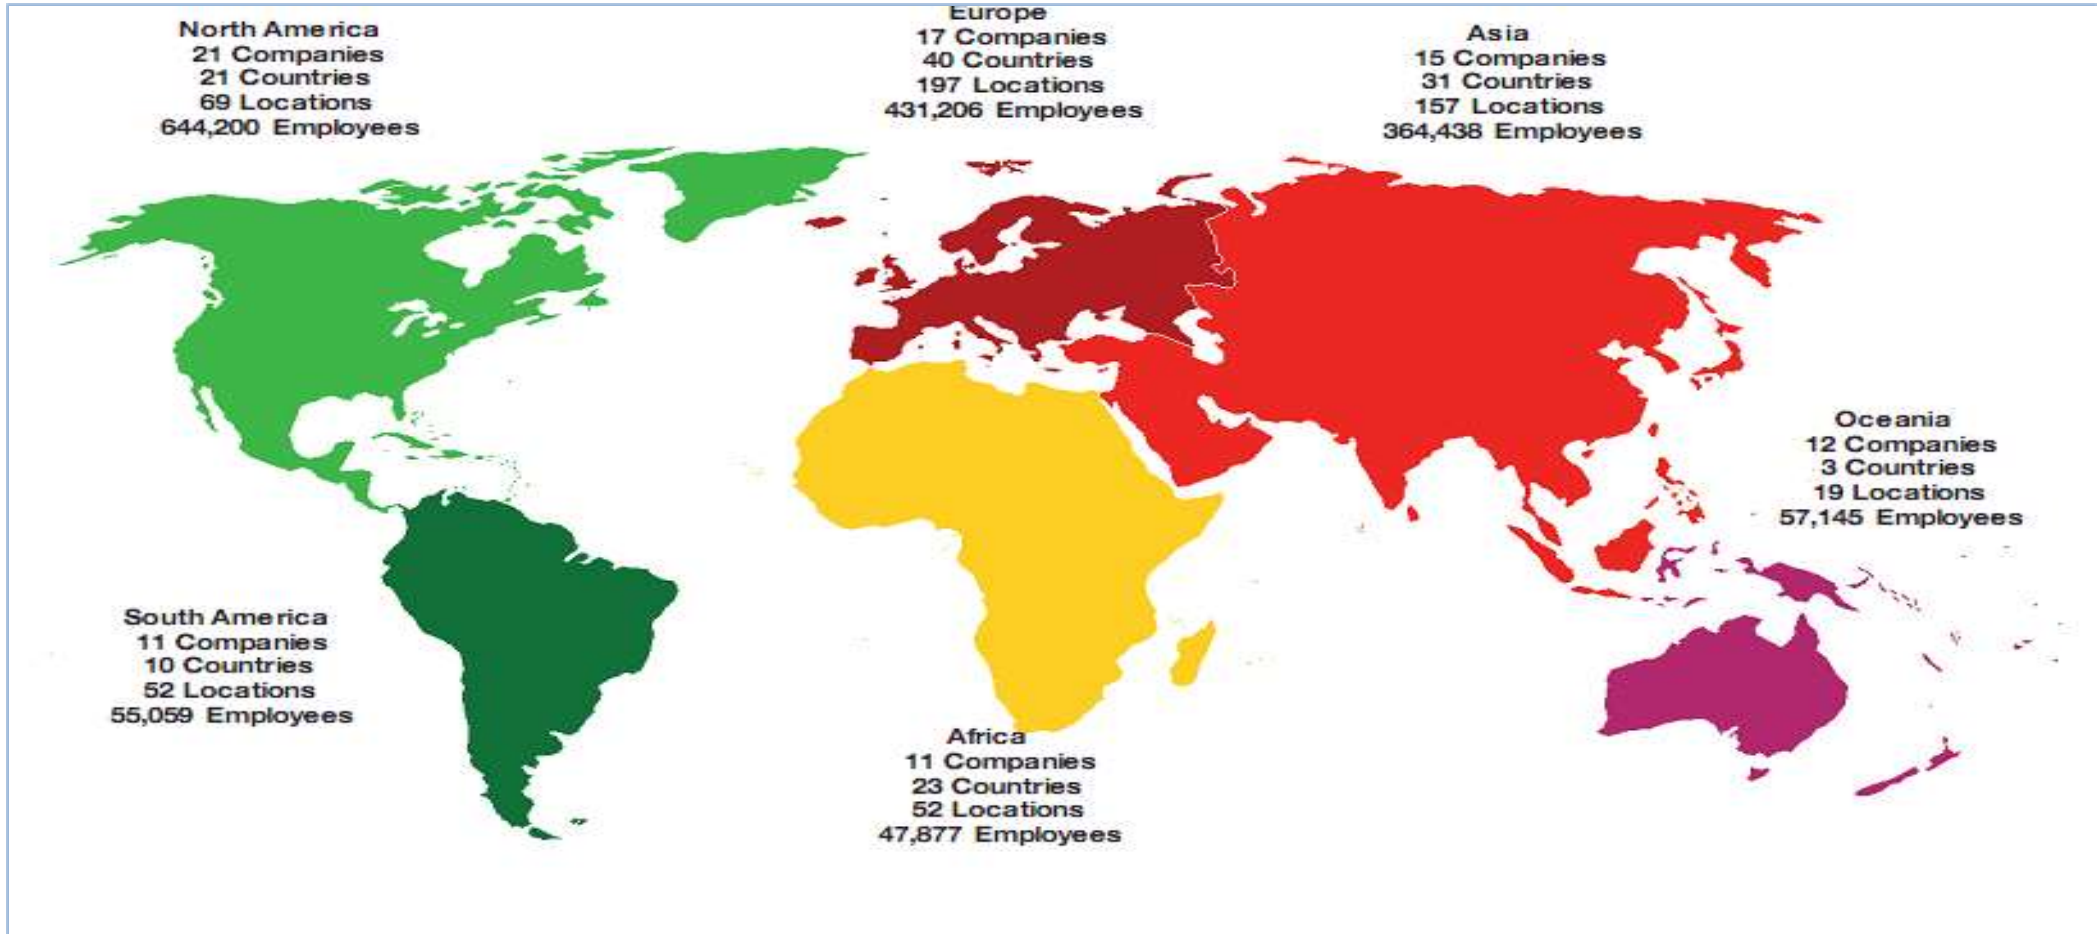 North America
21 Companies
21 Countries
69 Locations
644,200 Employees
Europe
17 Companies
40 Countries
197 Locations
431,206 Employees
Asia
15 Companies
31 Countries
157 Locations
364,438 Employees
Oceania
12 Companies
3 Countries
19 Locations
57,145 Employees
South America
11 Companies
10 Countries
52 Locations
55,059 Employees
Africa
11 Companies
23 Countries
52 Locations
47,877 Employees